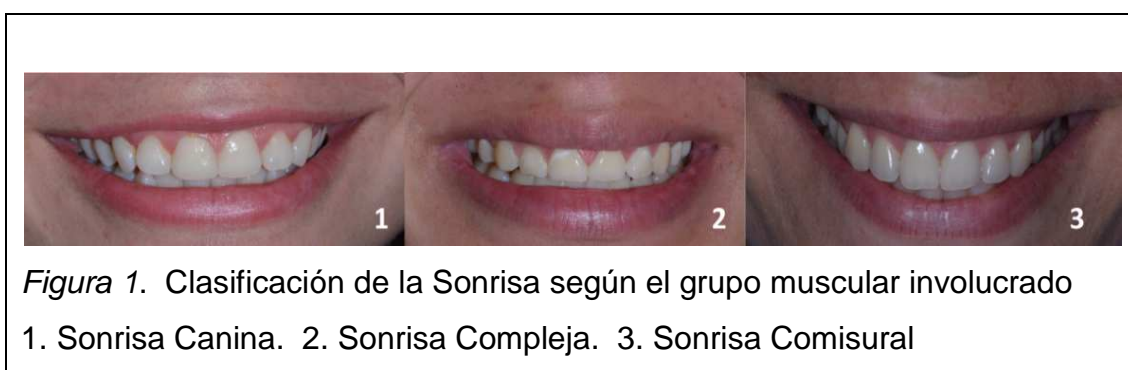 1 2 3
Figura 1. Clasificación de la Sonrisa según el grupo muscular involucrado
1. Sonrisa Canina. 2. Sonrisa Compleja. 3. Sonrisa Comisural